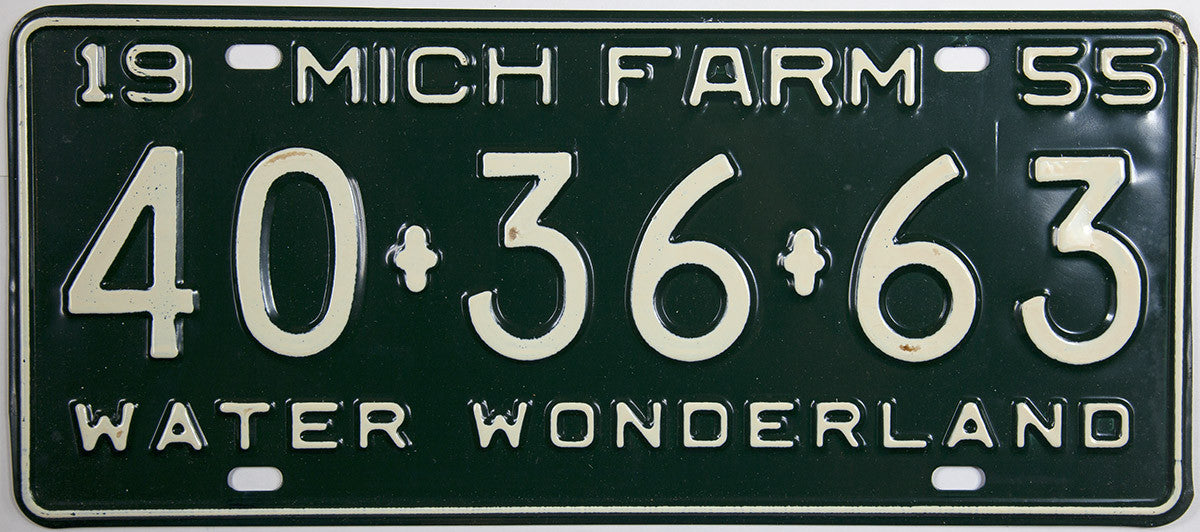 19 MICH FARM 55
40 36 63
WATER WONDERLAND